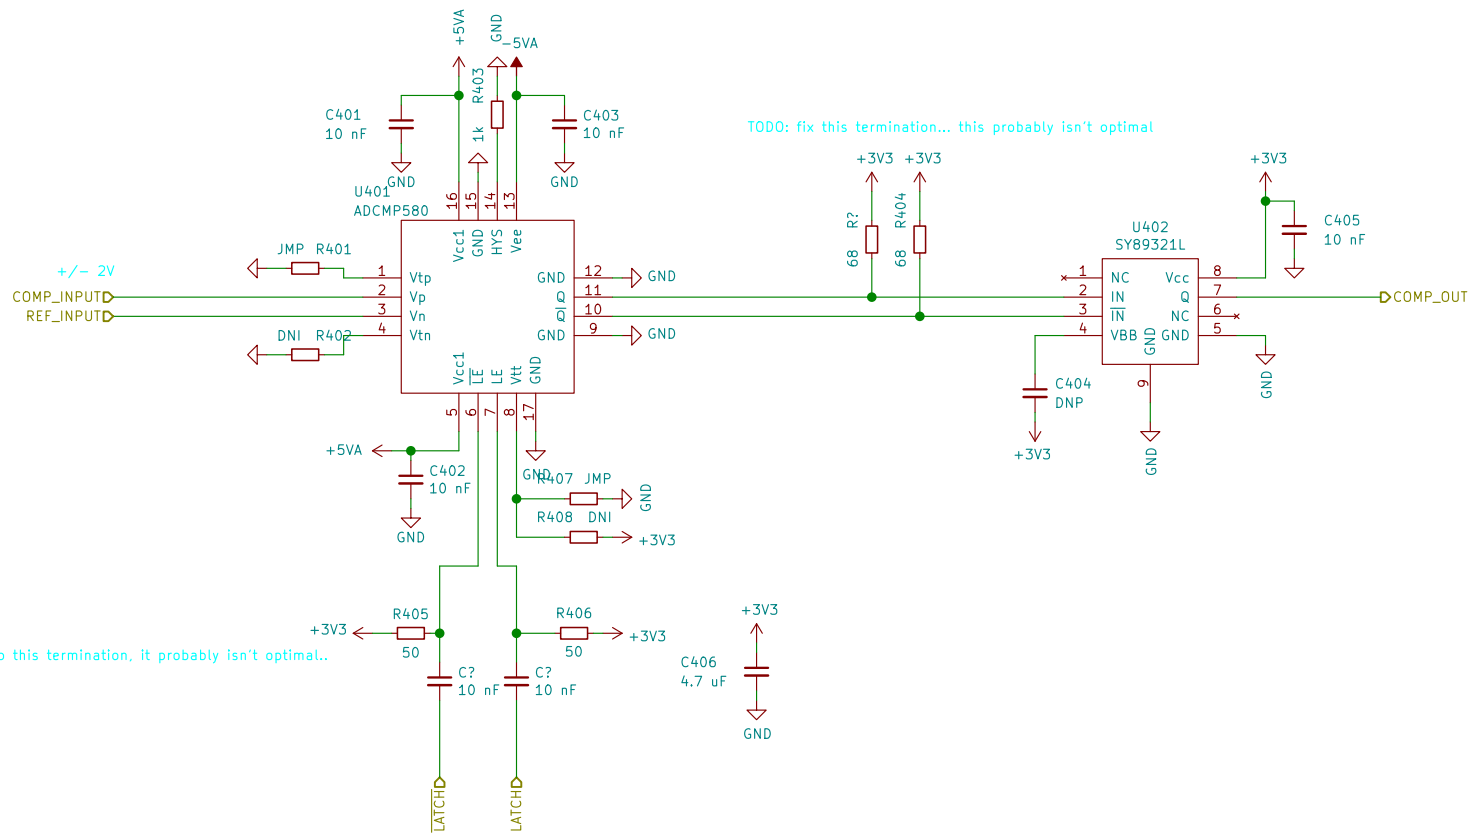 +5VA
GND
-5VA
R403
1k
C401
10 nF
C403
10 nF
GND
GND
U401
ADCMP580
16
15
14
13
Vcc1
GND
HYS
Vee
JMP R401
+/- 2V
COMP_INPUT
REF_INPUT
DNI R402
1
2
3
4
Vtp
Vp
Vn
Vtn
GND
Q
Q
GND
12
11
10
9
GND
GND
Vcc1
LE
LE
Vtt
GND
5
6
7
8
17
+5VA
C402
10 nF
GND
GND
R407 JMP
GND
R408 DNI
+3V3
TODO: fix this termination... this probably isn't optimal
+3V3
+3V3
R?
68
R404
68
U402
SY89321L
+3V3
C405
10 nF
1
2
3
4
NC
IN
IN
VBB
GND
Vcc
Q
NC
GND
8
7
6
5
9
COMP_OUT
GND
GND
C404
DNP
+3V3
+3V3
R405
50
R406
50
+3V3
this termination, it probably isn't optimal..
C?
10 nF
C?
10 nF
LATCH
LATCH
+3V3
C406
4.7 uF
GND